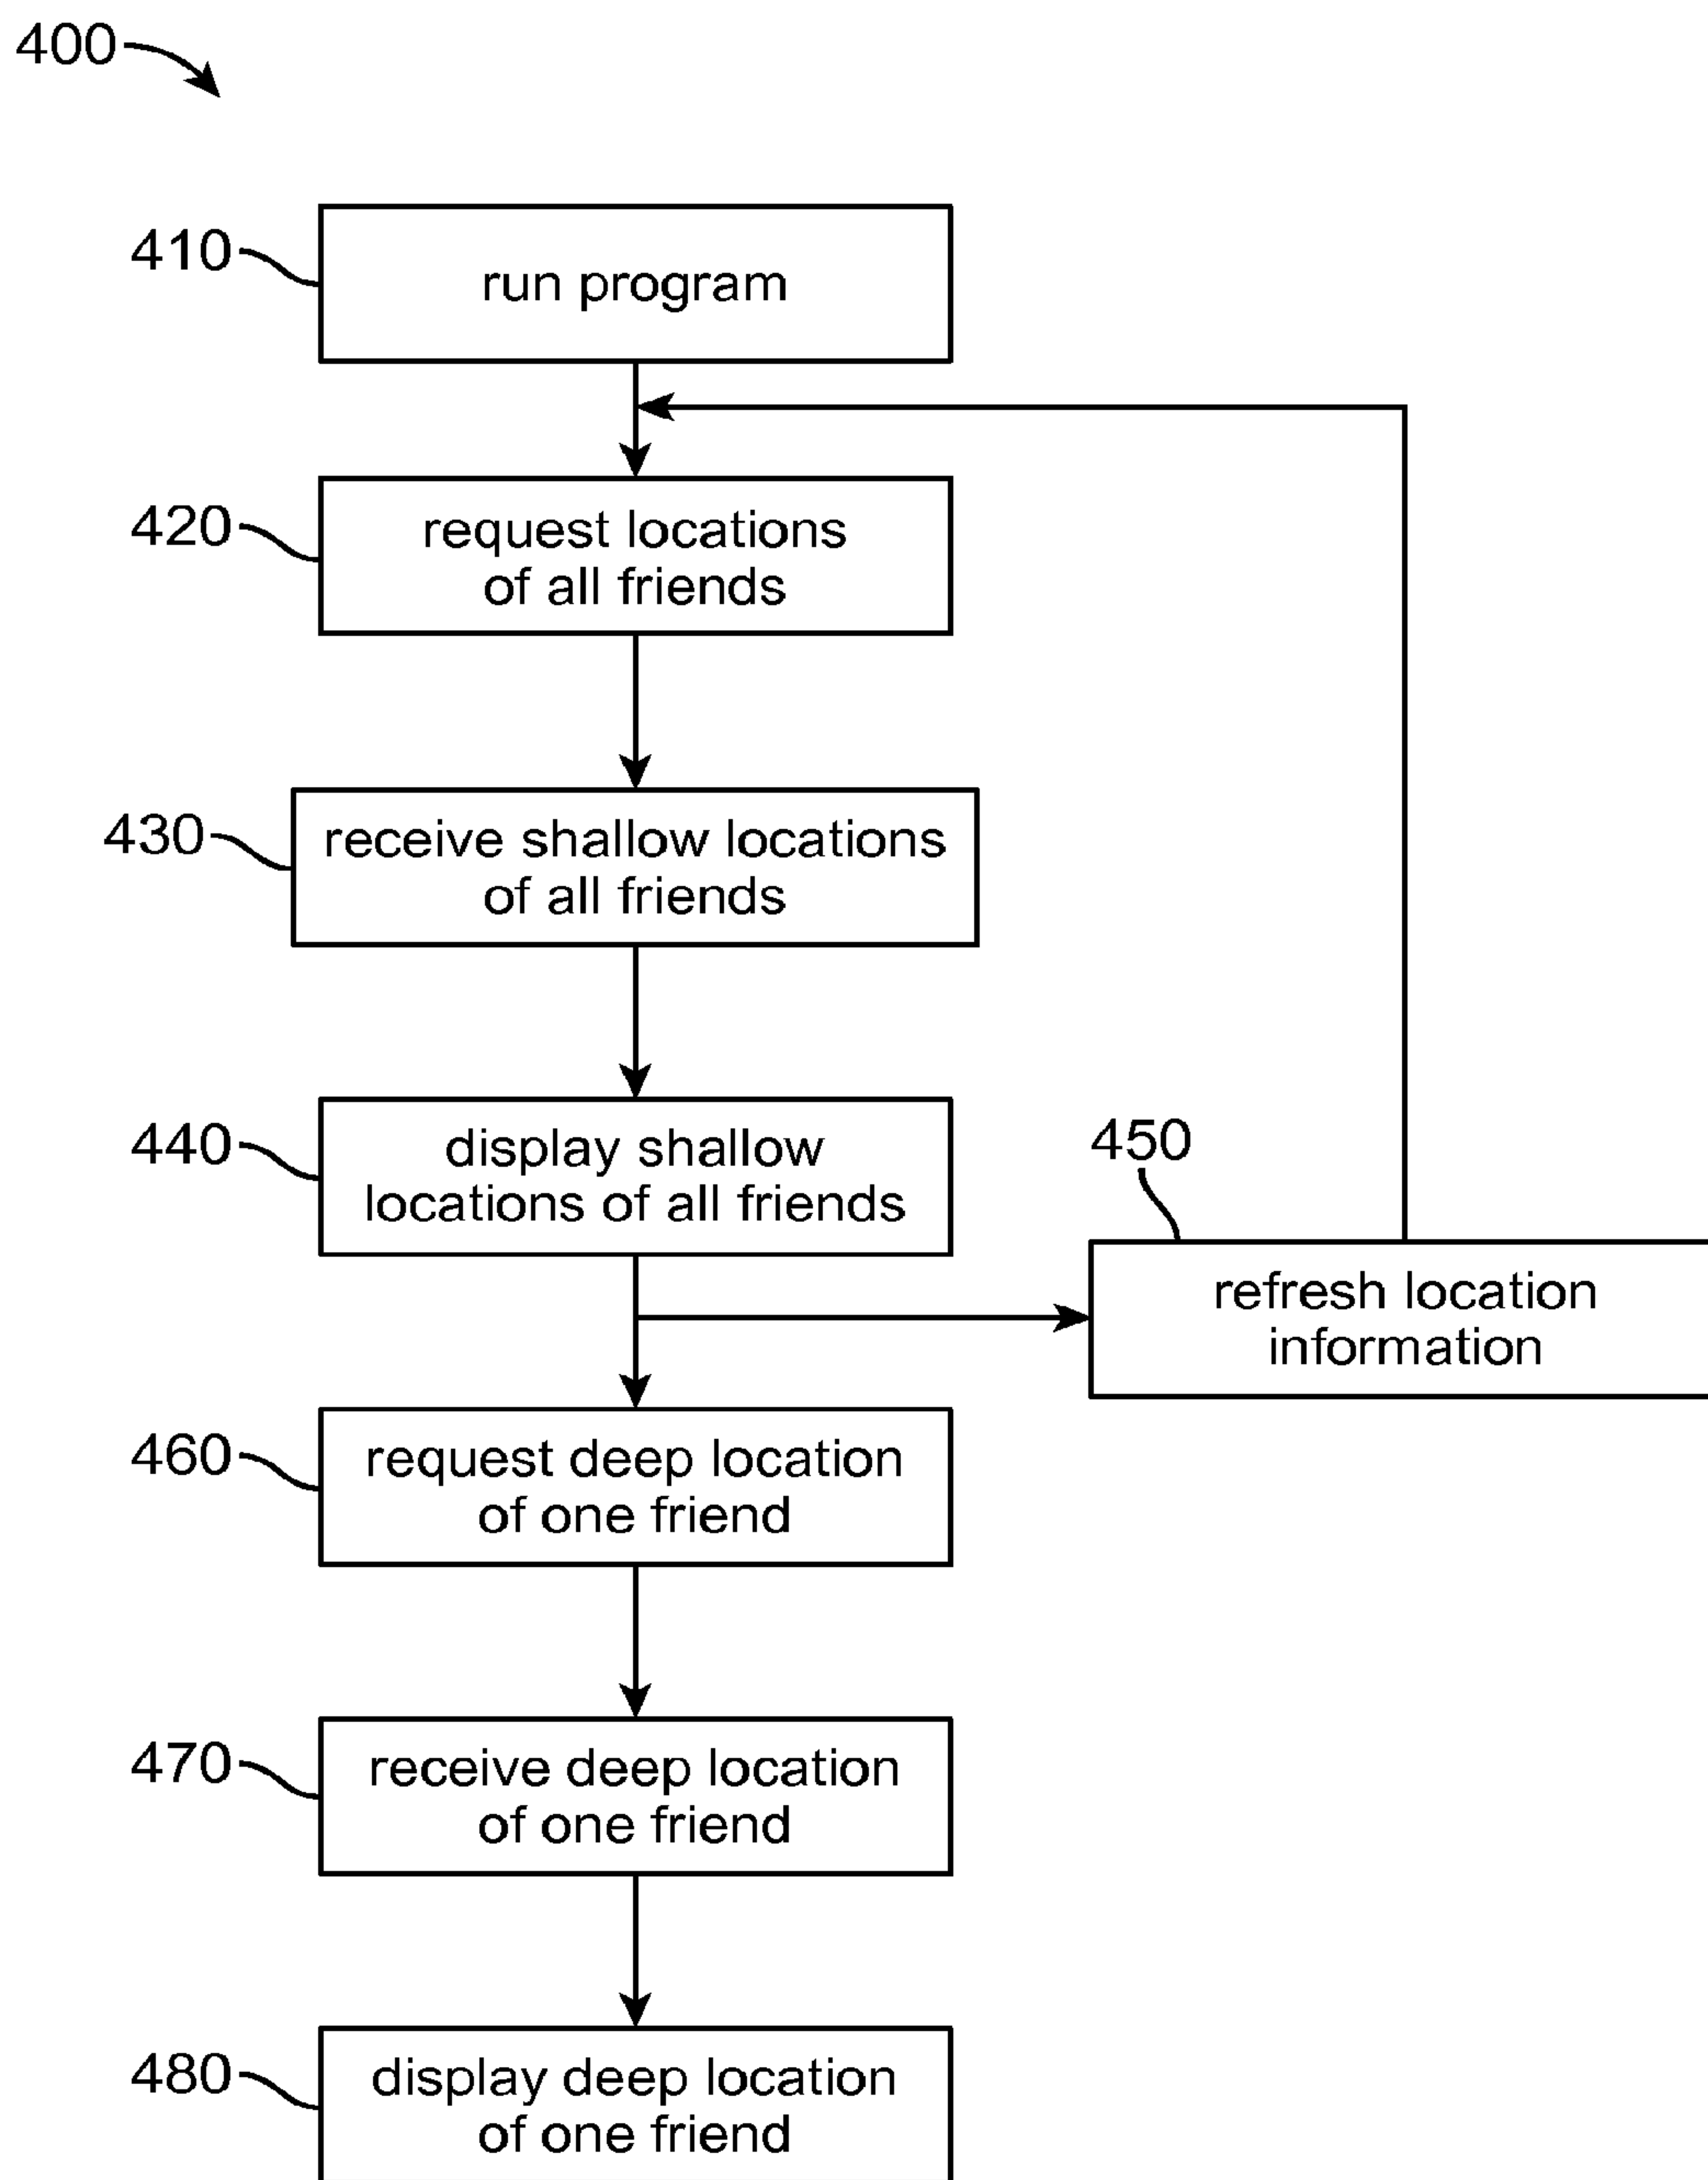 400
410
run program
420
request locations
of all friends
430
receive shallow locations
of all friends
440
display shallow
locations of all friends
450
refresh location
information
460
request deep location
of one friend
470
receive deep location
of one friend
480
display deep location
of one friend